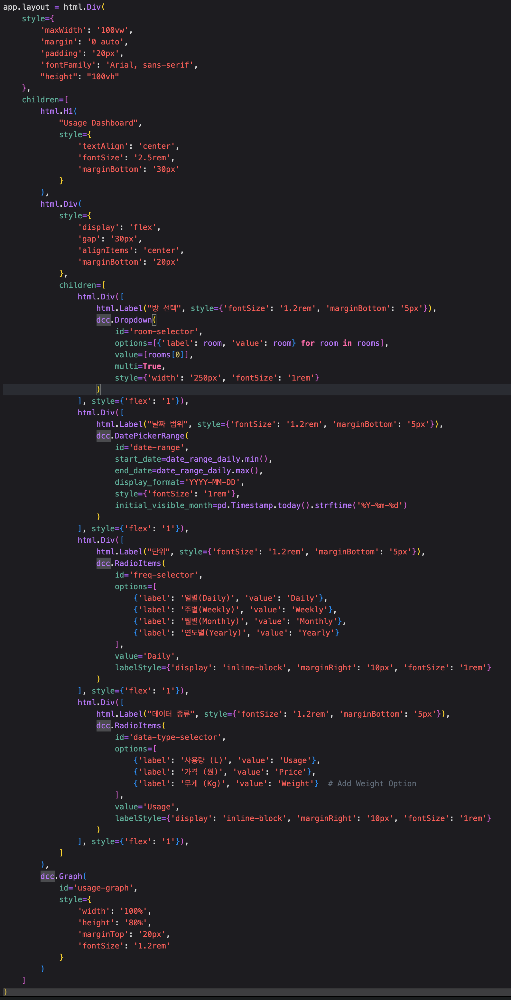 app.layout = html.Div(
    style={
        'maxWidth': '100vw',
        'margin': '0 auto',
        'padding': '20px',
        'fontFamily': 'Arial, sans-serif',
        "height": "100vh"
    },
    children=[
        html.H1(
            "Usage Dashboard",
            style={
                'textAlign': 'center',
                'fontSize': '2.5rem',
                'marginBottom': '30px'
            }
        ),
        html.Div(
            style={
                'display': 'flex',
                'gap': '30px',
                'alignItems': 'center',
                'marginBottom': '20px'
            },
            children=[
                html.Div([
                    html.Label("방 선택", style={'fontSize': '1.2rem', 'marginBottom': '5px'}),
                    dcc.Dropdown(
                        id='room-selector',
                        options=[{'label': room, 'value': room} for room in rooms],
                        value=[rooms[0]],
                        multi=True,
                        style={'width': '250px', 'fontSize': '1rem'}
                    )
                ], style={'flex': '1'}),
                html.Div([
                    html.Label("날짜 범위", style={'fontSize': '1.2rem', 'marginBottom': '5px'}),
                    dcc.DatePickerRange(
                        id='date-range',
                        start_date=date_range_daily.min(),
                        end_date=date_range_daily.max(),
                        display_format='YYYY-MM-DD',
                        style={'fontSize': '1rem'},
                        initial_visible_month=pd.Timestamp.today().strftime('%Y-%m-%d')
                    )
                ], style={'flex': '1'}),
                html.Div([
                    html.Label("단위", style={'fontSize': '1.2rem', 'marginBottom': '5px'}),
                    dcc.RadioItems(
                        id='freq-selector',
                        options=[
                            {'label': '일별(Daily)', 'value': 'Daily'},
                            {'label': '주별(Weekly)', 'value': 'Weekly'},
                            {'label': '월별(Monthly)', 'value': 'Monthly'},
                            {'label': '연도별(Yearly)', 'value': 'Yearly'}
                        ],
                        value='Daily',
                        labelStyle={'display': 'inline-block', 'marginRight': '10px', 'fontSize': '1rem'}
                    )
                ], style={'flex': '1'}),
                html.Div([
                    html.Label("데이터 종류", style={'fontSize': '1.2rem', 'marginBottom': '5px'}),
                    dcc.RadioItems(
                        id='data-type-selector',
                        options=[
                            {'label': '사용량 (L)', 'value': 'Usage'},
                            {'label': '가격 (원)', 'value': 'Price'},
                            {'label': '무게 (Kg)', 'value': 'Weight'}  # Add Weight Option
                        ],
                        value='Usage',
                        labelStyle={'display': 'inline-block', 'marginRight': '10px', 'fontSize': '1rem'}
                    )
                ], style={'flex': '1'}),
            ]
        ),
        dcc.Graph(
            id='usage-graph',
            style={
                'width': '100%',
                'height': '80%',
                'marginTop': '20px',
                'fontSize': '1.2rem'
            }
        )
    ]
)